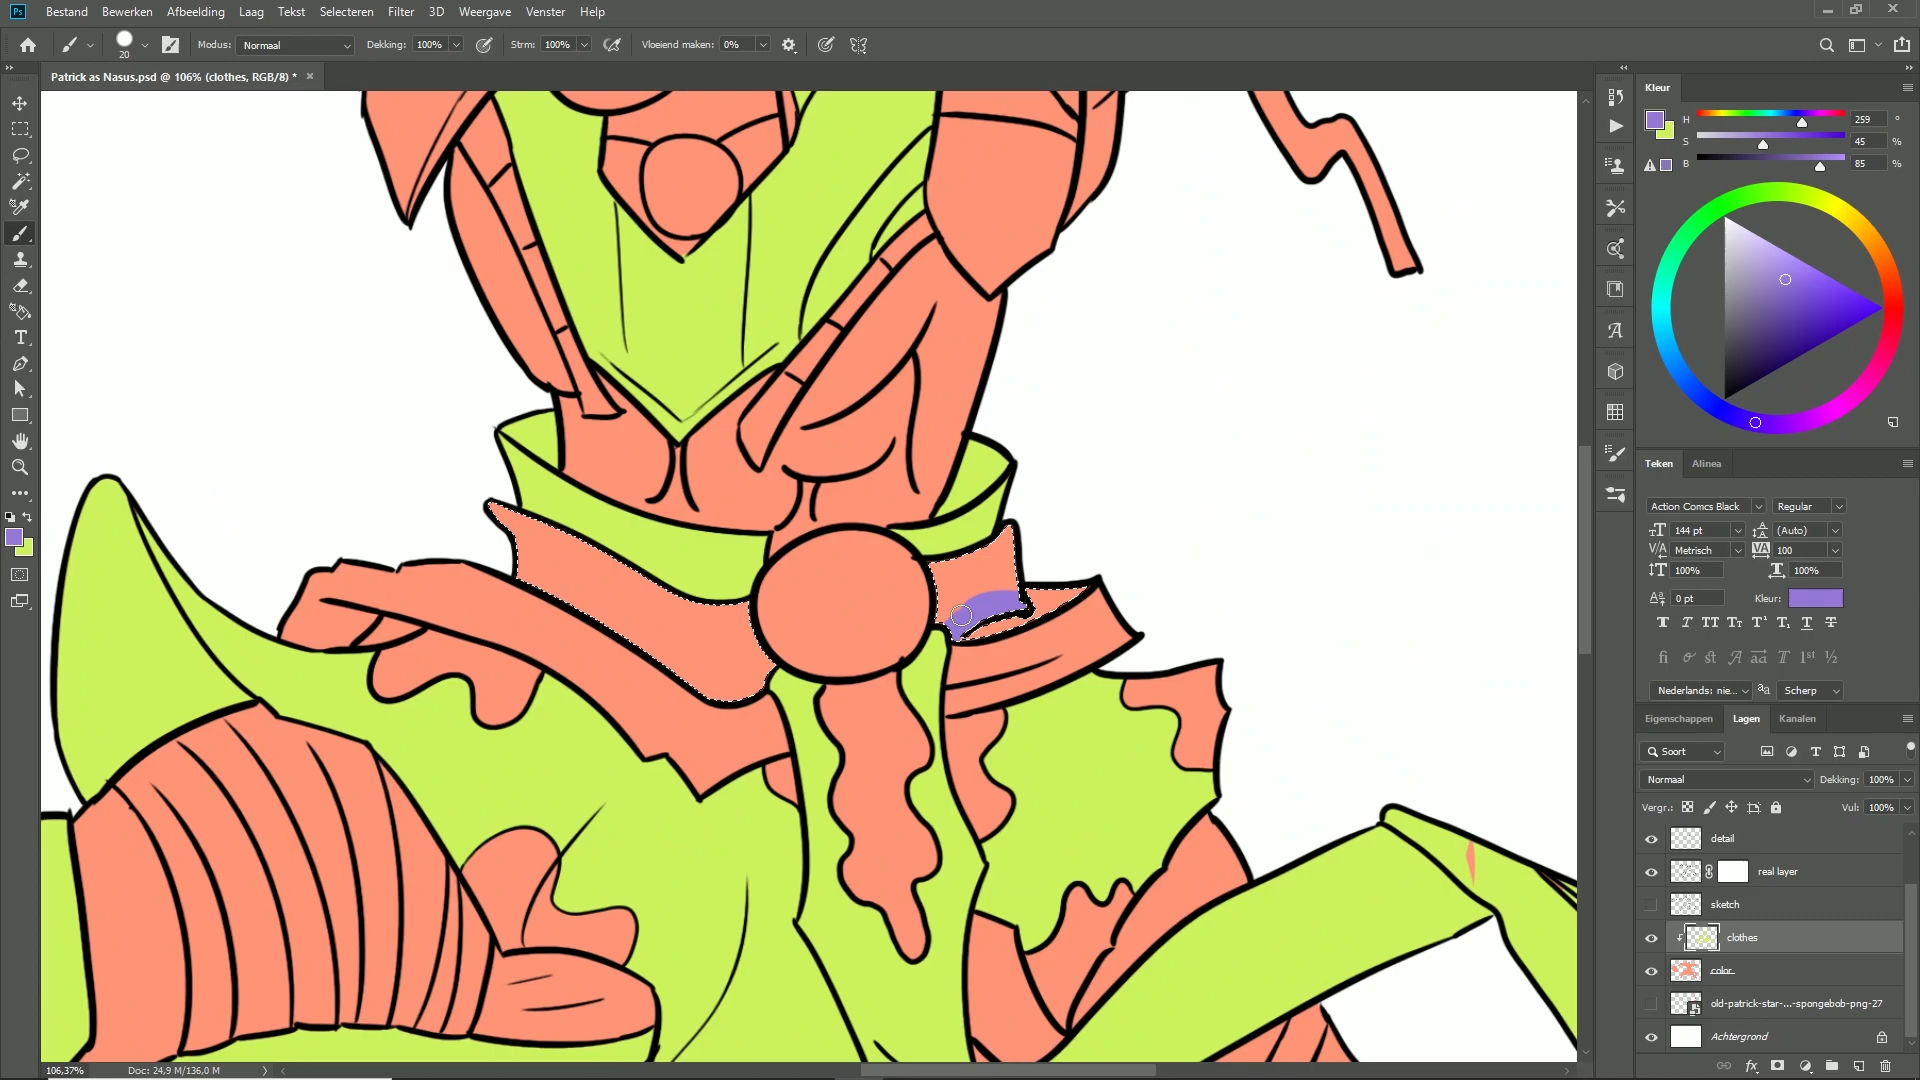 Ps Bestand Bewerken Afbeelding Laag Tekst Selecteren Filter 3D Weergave Venster Help
20 Modus: Normaal Dekking: 100% Strm: 100% Vloeiend maken: 0%
Patrick as Nasus.psd @ 106% (clothes, RGB/8) *
Kleur
H 259 °
S 45 %
B 85 %
Teken Alinea
Action Comcs Black Regular
144 pt (Auto)
Metrisch 100
100% 100%
0 pt Kleur:
Nederlands: nie... aa Scherp
Eigenschappen Lagen Kanalen
Soort
Normaal Dekking: 100%
Vergr.: Vul: 100%
detail
real layer
sketch
clothes
color
old-patrick-star-...-spongebob-png-27
Achtergrond
106,37% Doc: 24,9 M/136,0 M